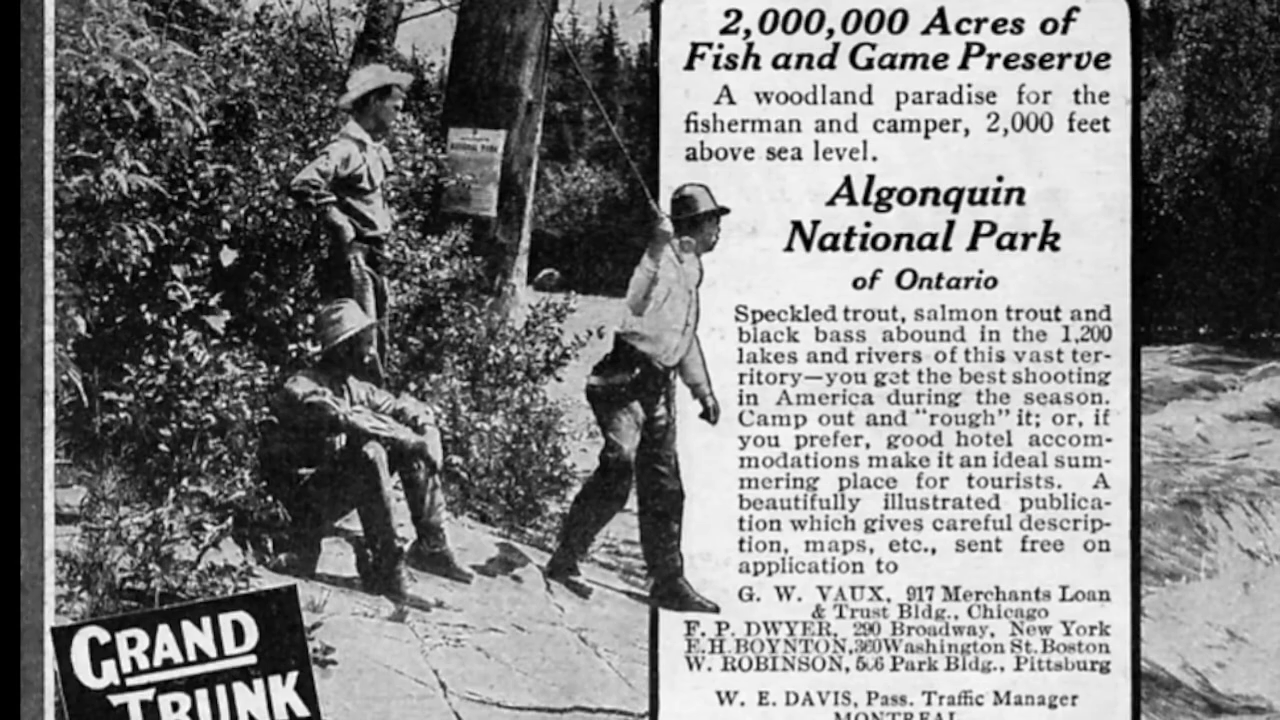 2,000,000 Acres of
Fish and Game Preserve
A woodland paradise for the
fisherman and camper, 2,000 feet
above sea level.
Algonquin
National Park
of Ontario
Speckled trout, salmon trout and
black bass abound in the 1,200
lakes and rivers of this vast ter-
ritory—you get the best shooting
in America during the season.
Camp out and "rough" it; or, if
you prefer, good hotel accom-
modations make it an ideal sum-
mering place for tourists. A
beautifully illustrated publica-
tion which gives careful descrip-
tion, maps, etc., sent free on
application to
G. W. VAUX, 917 Merchants Loan
& Trust Bldg., Chicago
F. P. DWYER, 290 Broadway, New York
E.H.BOYNTON,360Washington St.Boston
W. ROBINSON, 506 Park Bldg., Pittsburg
W. E. DAVIS, Pass. Traffic Manager
MONTREAL
NATIONAL PARK
GRAND
TRUNK